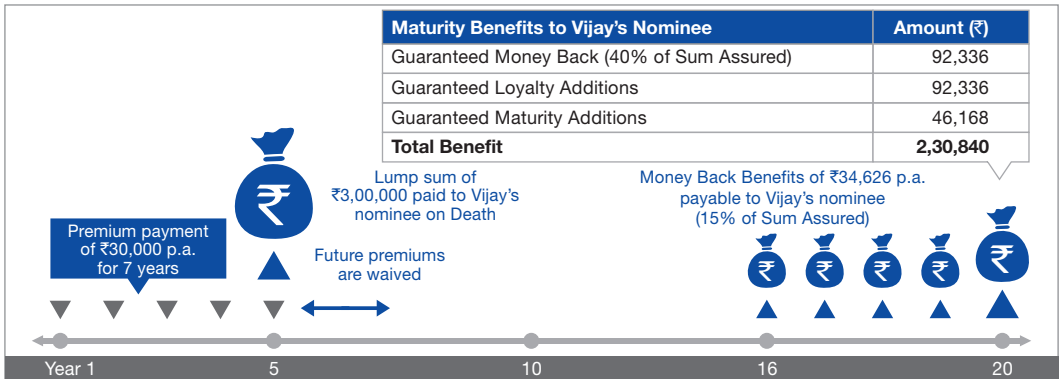 Maturity Benefits to Vijay's Nominee Amount (₹)
Guaranteed Money Back (40% of Sum Assured) 92,336
Guaranteed Loyalty Additions 92,336
Guaranteed Maturity Additions 46,168
Total Benefit 2,30,840
Lump sum of
₹3,00,000 paid to Vijay's
nominee on Death
Money Back Benefits of ₹34,626 p.a.
payable to Vijay's nominee
(15% of Sum Assured)
Premium payment
of ₹30,000 p.a.
for 7 years
Future premiums
are waived
₹
₹
₹
₹
₹
₹
Year 1 5 10 16 20